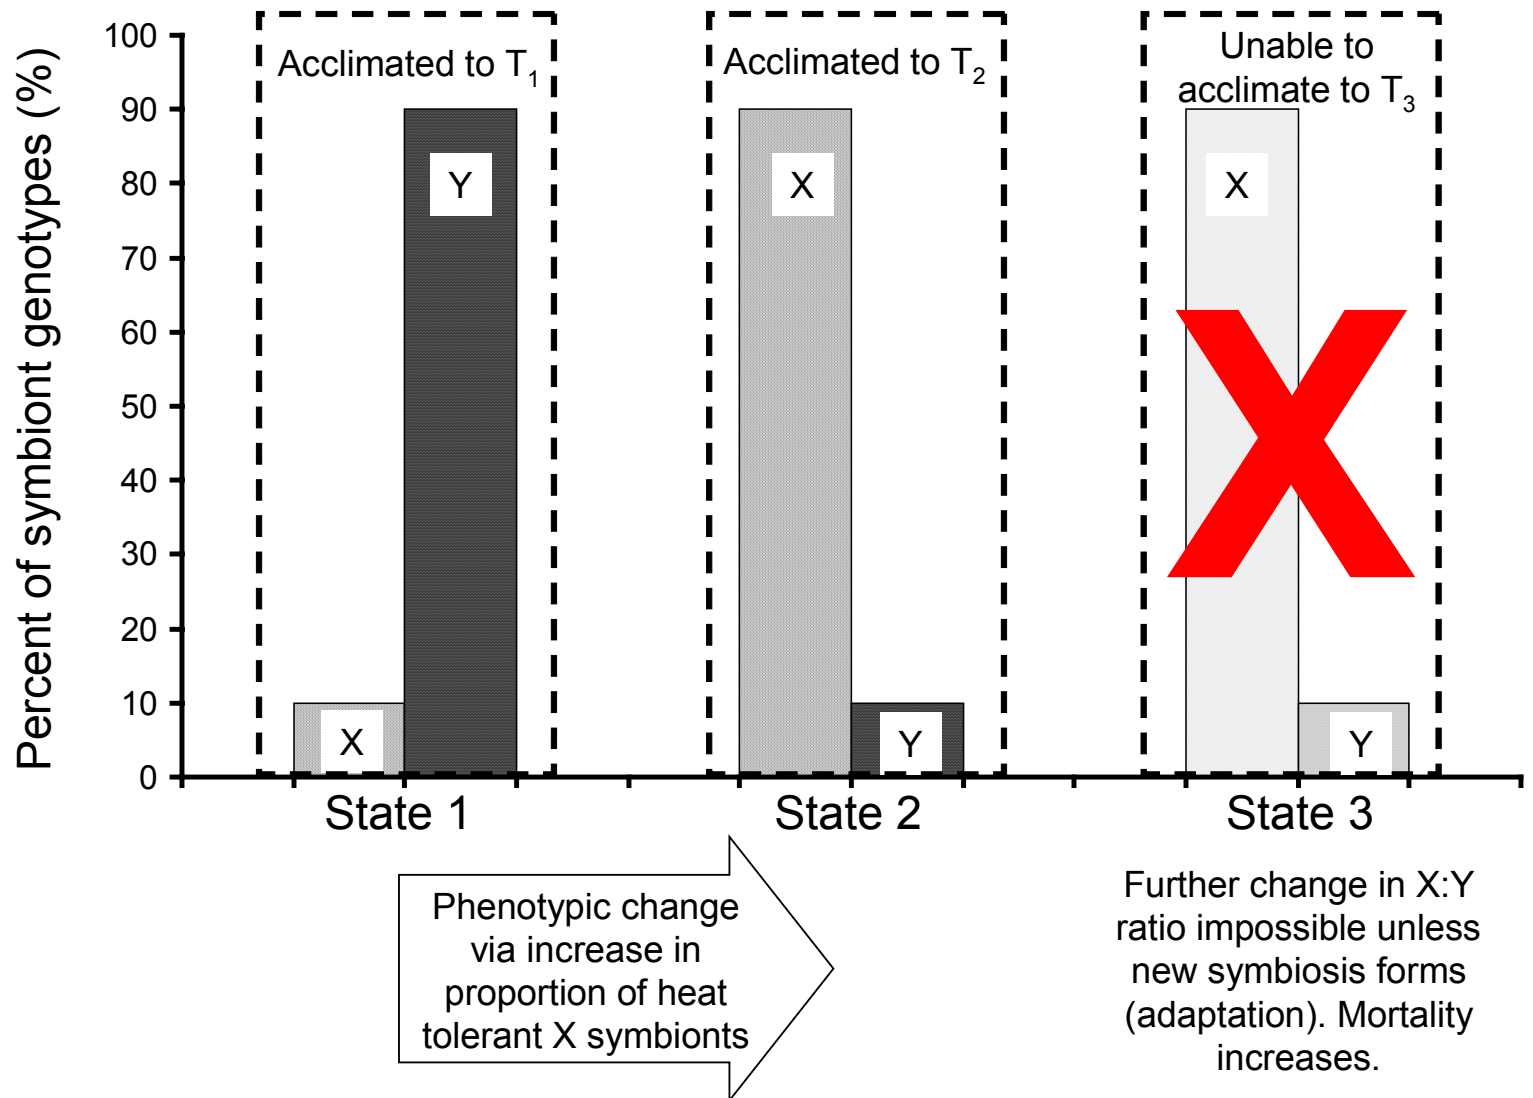 Percent of symbiont genotypes (%)
100
90
80
70
60
50
40
30
20
10
0
Acclimated to T1
Y
X
State 1
Acclimated to T2
X
Y
State 2
Unable to
acclimate to T3
X
X
Y
State 3
Phenotypic change
via increase in
proportion of heat
tolerant X symbionts
Further change in X:Y
ratio impossible unless
new symbiosis forms
(adaptation). Mortality
increases.